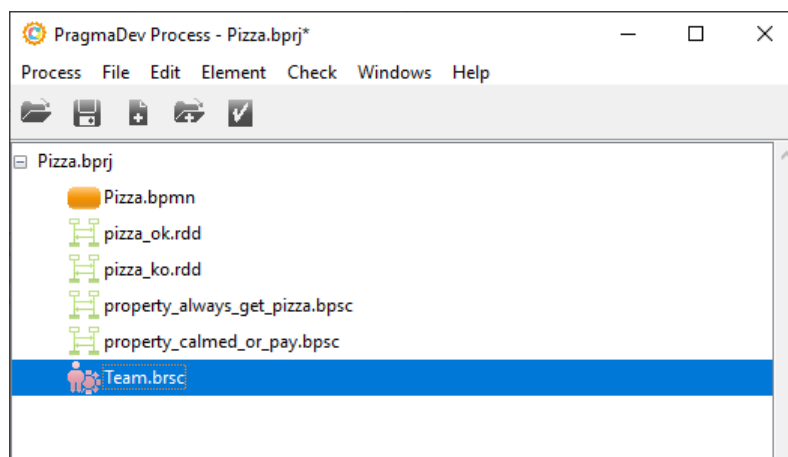 PragmaDev Process - Pizza.bprj*
Process File Edit Element Check Windows Help
Pizza.bprj
Pizza.bpmn
pizza_ok.rdd
pizza_ko.rdd
property_always_get_pizza.bpsc
property_calmed_or_pay.bpsc
Team.brsc